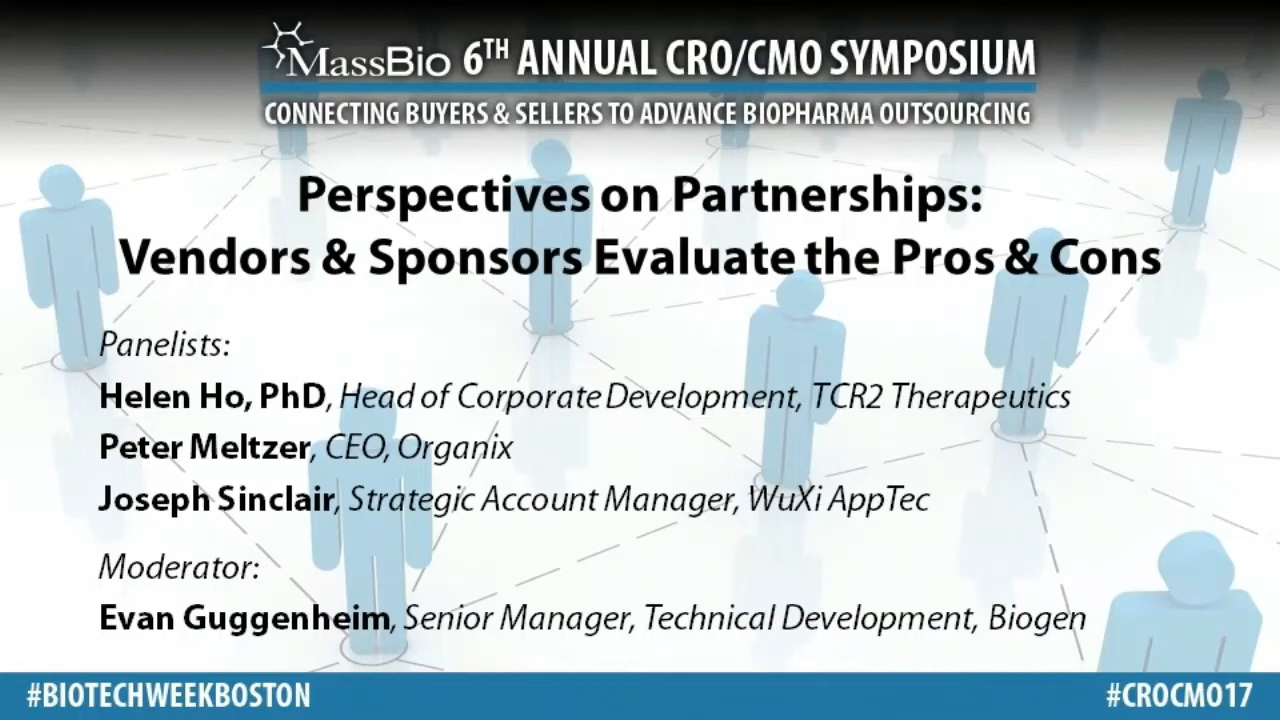 MassBio 6TH ANNUAL CRO/CMO SYMPOSIUM
CONNECTING BUYERS & SELLERS TO ADVANCE BIOPHARMA OUTSOURCING
Perspectives on Partnerships:
Vendors & Sponsors Evaluate the Pros & Cons
Panelists:
Helen Ho, PhD, Head of Corporate Development, TCR2 Therapeutics
Peter Meltzer, CEO, Organix
Joseph Sinclair, Strategic Account Manager, WuXi AppTec
Moderator:
Evan Guggenheim, Senior Manager, Technical Development, Biogen
#BIOTECHWEEKBOSTON
#CROCMO17